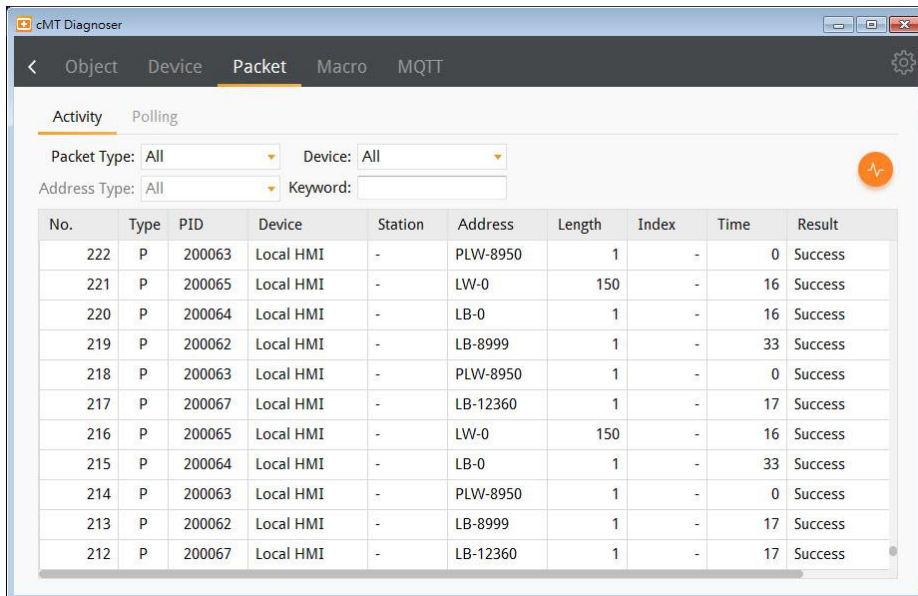 cMT Diagnoser
Object Device Packet Macro MQTT
Activity Polling
Packet Type: All Device: All
Address Type: All Keyword:
No. Type PID Device Station Address Length Index Time Result
222 P 200063 Local HMI - PLW-8950 1 - 0 Success
221 P 200065 Local HMI - LW-0 150 - 16 Success
220 P 200064 Local HMI - LB-0 1 - 16 Success
219 P 200062 Local HMI - LB-8999 1 - 33 Success
218 P 200063 Local HMI - PLW-8950 1 - 0 Success
217 P 200067 Local HMI - LB-12360 1 - 17 Success
216 P 200065 Local HMI - LW-0 150 - 16 Success
215 P 200064 Local HMI - LB-0 1 - 33 Success
214 P 200063 Local HMI - PLW-8950 1 - 0 Success
213 P 200062 Local HMI - LB-8999 1 - 17 Success
212 P 200067 Local HMI - LB-12360 1 - 17 Success